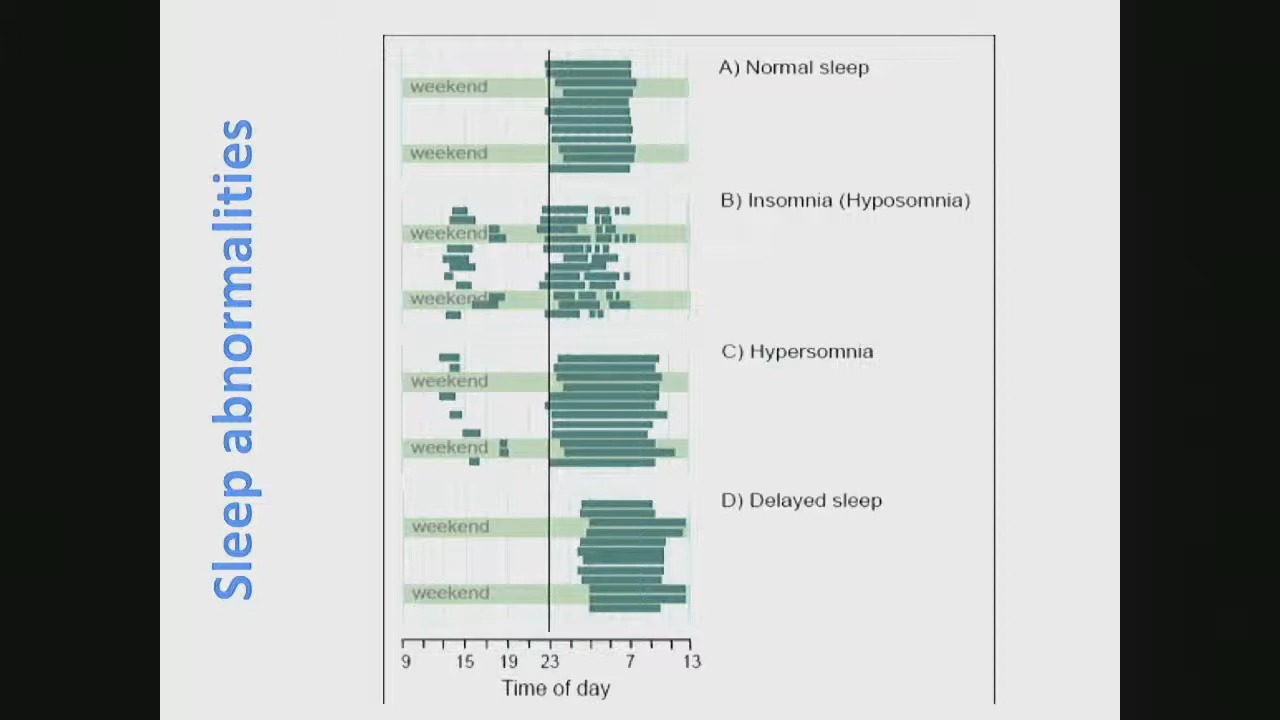 Sleep abnormalities
A) Normal sleep
weekend
weekend
B) Insomnia (Hyposomnia)
weekend
weekend
C) Hypersomnia
weekend
weekend
D) Delayed sleep
weekend
weekend
9 15 19 23 7 13
Time of day